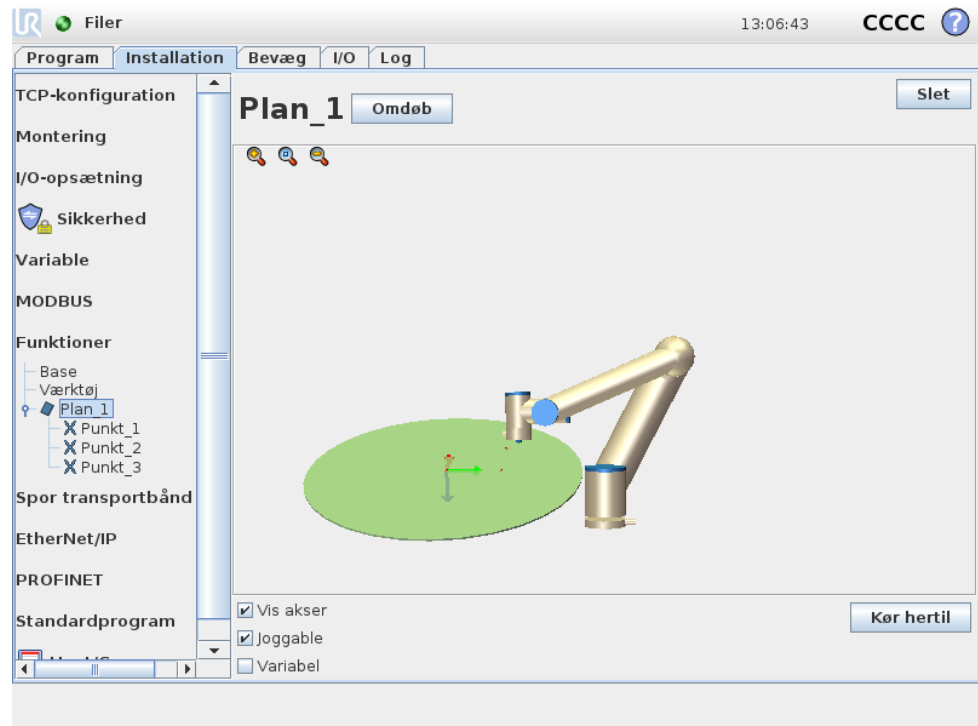 UR
Filer
13:06:43
CCCC
?
Program Installation Bevæg I/O Log
TCP-konfiguration
Montering
I/O-opsætning
Sikkerhed
Variable
MODBUS
Funktioner
Base
Værktøj
Plan_1
Punkt_1
Punkt_2
Punkt_3
Spor transportbånd
EtherNet/IP
PROFINET
Standardprogram
Plan_1
Omdøb
Slet
Vis akser
Joggable
Variabel
Kør hertil